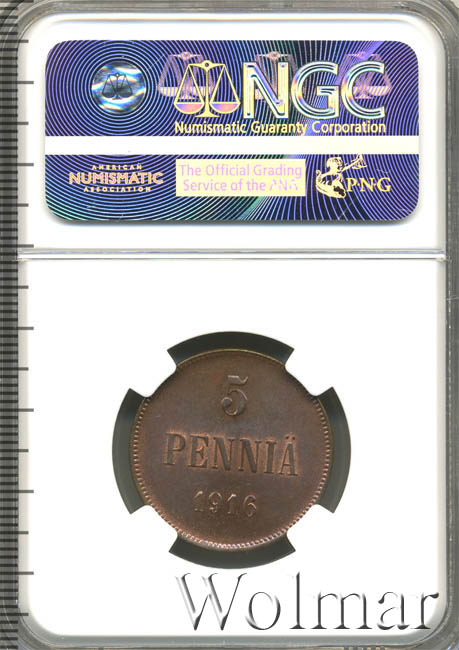 NGC
Numismatic Guaranty Corporation
AMERICAN
NUMISMATIC
ASSOCIATION
The Official Grading
Service of the PNG
PNG
5
PENNIÄ
1916
Wolmar